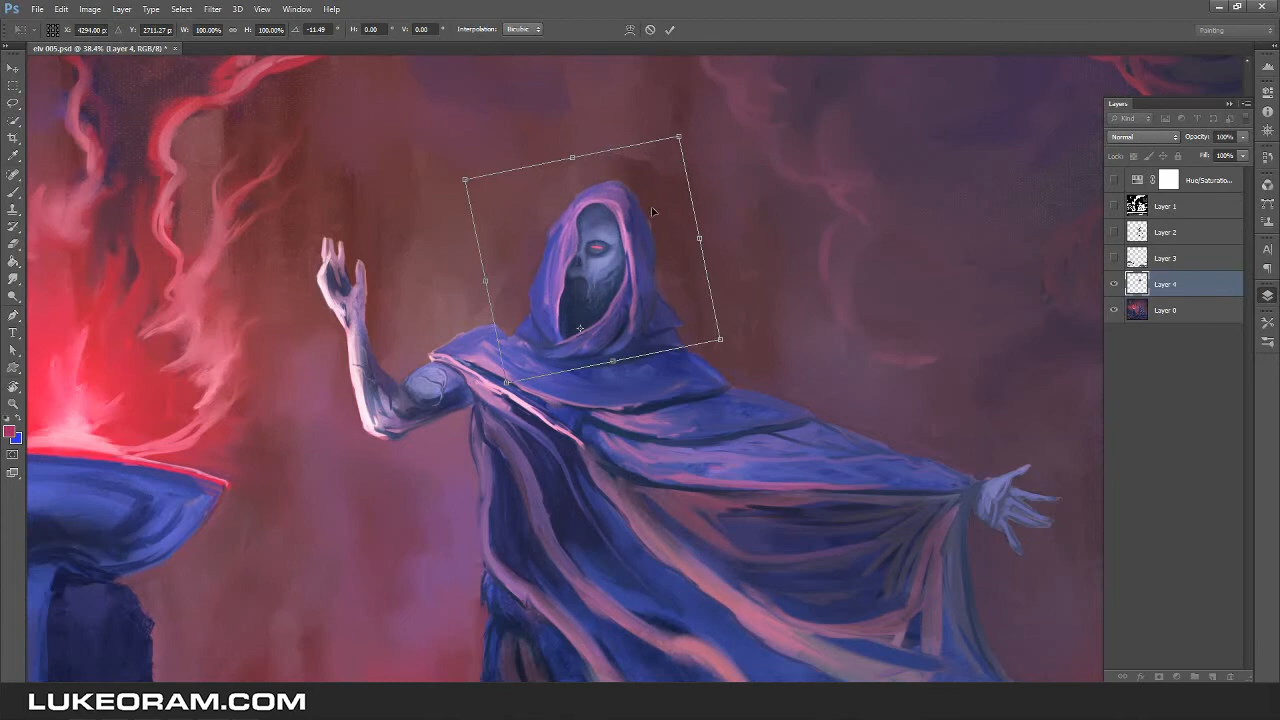 Ps File Edit Image Layer Type Select Filter 3D View Window Help
X: 4294.00 p: Y: 2711.27 p: W: 100.00% H: 100.00% -11.49 ° H: 0.00 ° V: 0.00 ° Interpolation: Bicubic Painting
elv 005.psd @ 38.4% (Layer 4, RGB/8) * ×
Layers
Kind
Normal Opacity: 100%
Lock: Fill: 100%
Hue/Saturatio...
Layer 1
Layer 2
Layer 3
Layer 4
Layer 0
LUKEORAM.COM